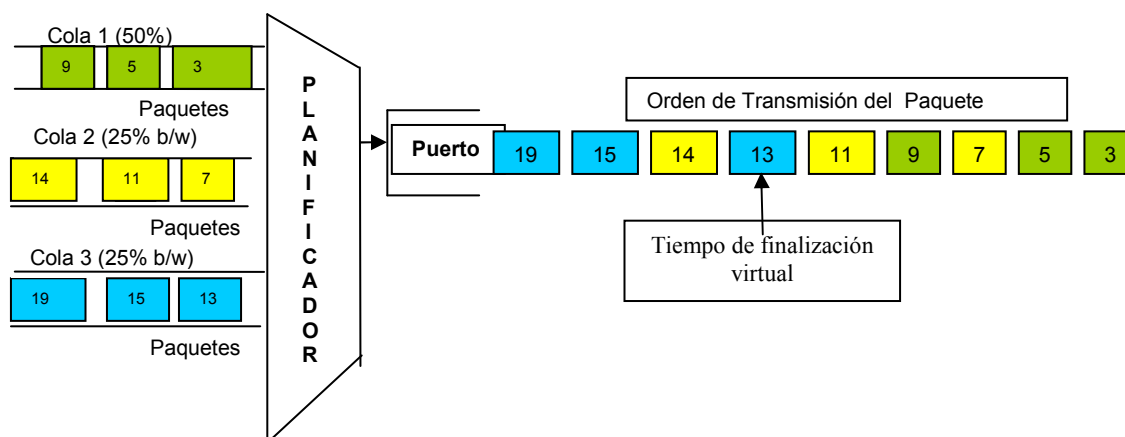 Cola 1 (50%)
9 5 3
Paquetes
Cola 2 (25% b/w)
14 11 7
Paquetes
Cola 3 (25% b/w)
19 15 13
Paquetes
PLANIFICADOR
Puerto
Orden de Transmisión del Paquete
19 15 14 13 11 9 7 5 3
Tiempo de finalización
virtual